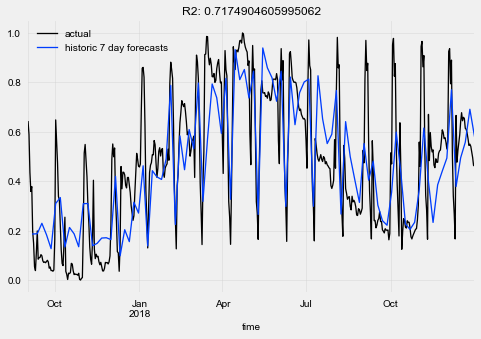 R2: 0.7174904605995062
actual
historic 7 day forecasts
1.0
0.8
0.6
0.4
0.2
0.0
Oct
Jan
2018
Apr
Jul
Oct
time